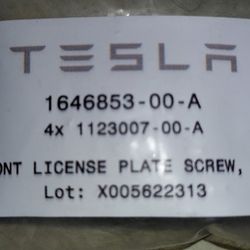 TESLA
1646853-00-A
4x 1123007-00-A
ONT LICENSE PLATE SCREW,
Lot: X005622313